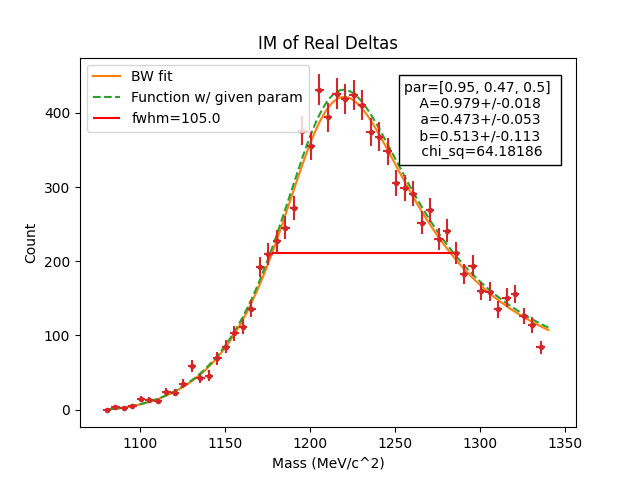 IM of Real Deltas
BW fit
Function w/ given param
fwhm=105.0
par=[0.95, 0.47, 0.5]
A=0.979+/-0.018
a=0.473+/-0.053
b=0.513+/-0.113
chi_sq=64.18186
Count
400
300
200
100
0
1100 1150 1200 1250 1300 1350
Mass (MeV/c^2)